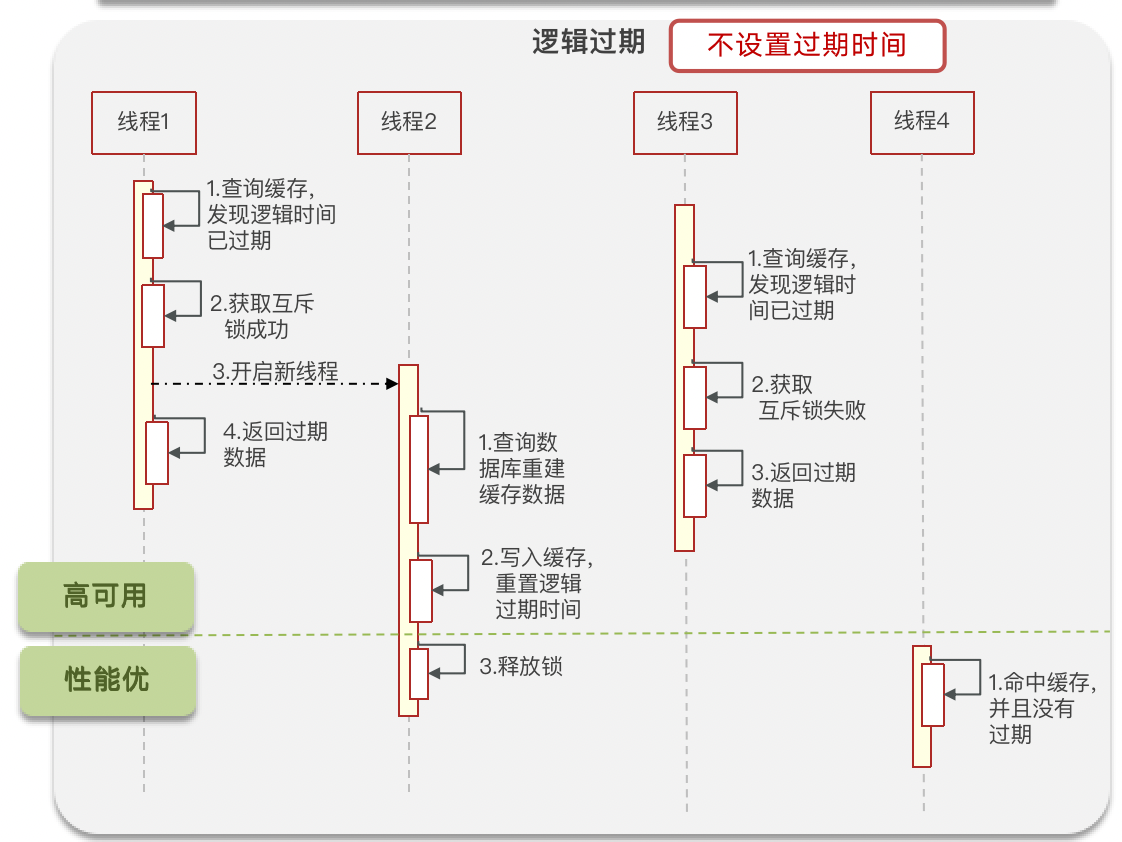 逻辑过期
不设置过期时间
线程1
线程2
线程3
线程4
1.查询缓存，
发现逻辑时间
已过期
2.获取互斥
锁成功
3.开启新线程
4.返回过期
数据
1.查询数
据库重建
缓存数据
2.写入缓存，
重置逻辑
过期时间
3.释放锁
1.查询缓存，
发现逻辑时
间已过期
2.获取
互斥锁失败
3.返回过期
数据
1.命中缓存，
并且没有
过期
高可用
性能优